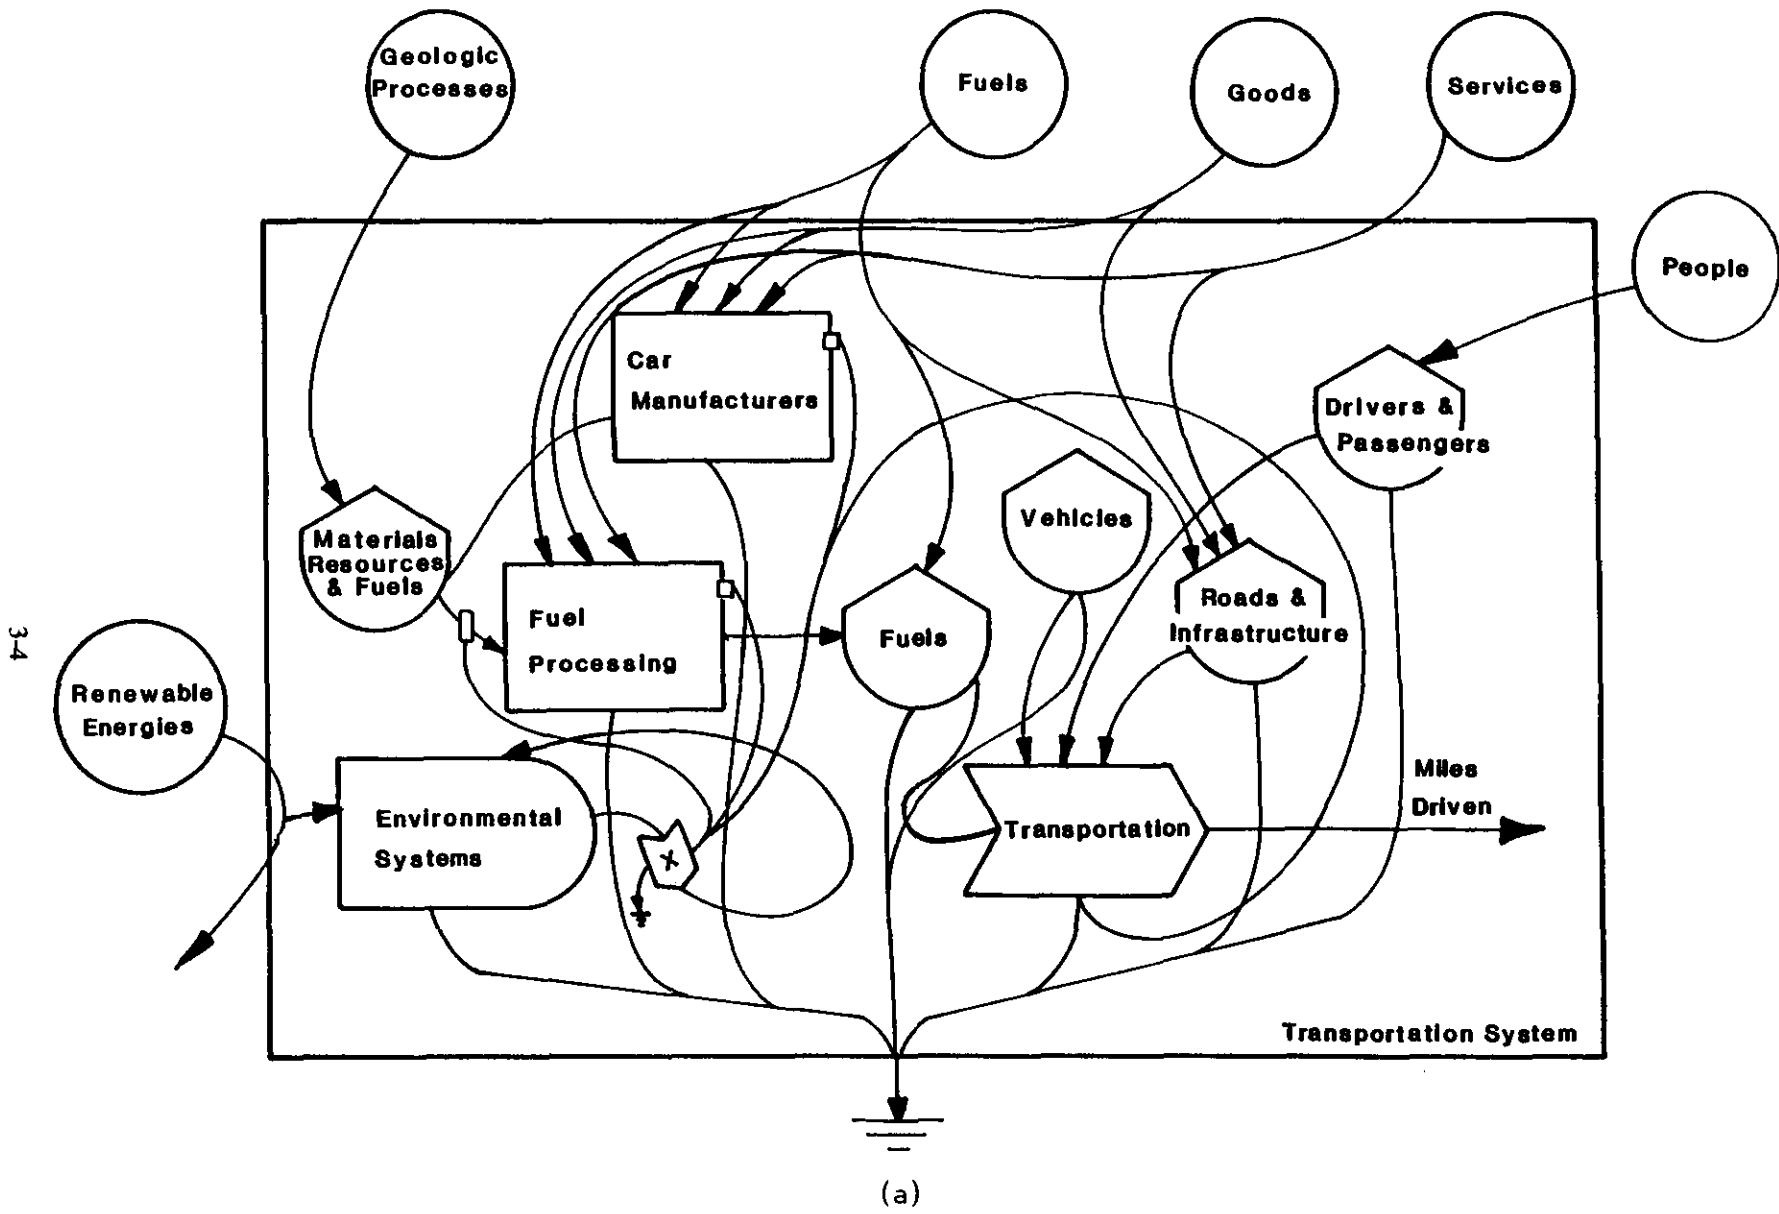 Geologic
Processes
Fuels
Goods
Services
People
Car
Manufacturers
Drivers &
Passengers
Materials
Resources
& Fuels
Vehicles
Fuel
Processing
Fuels
Roads &
Infrastructure
3-4
Renewable
Energies
Environmental
Systems
X
Transportation
Miles
Driven
Transportation System
(a)